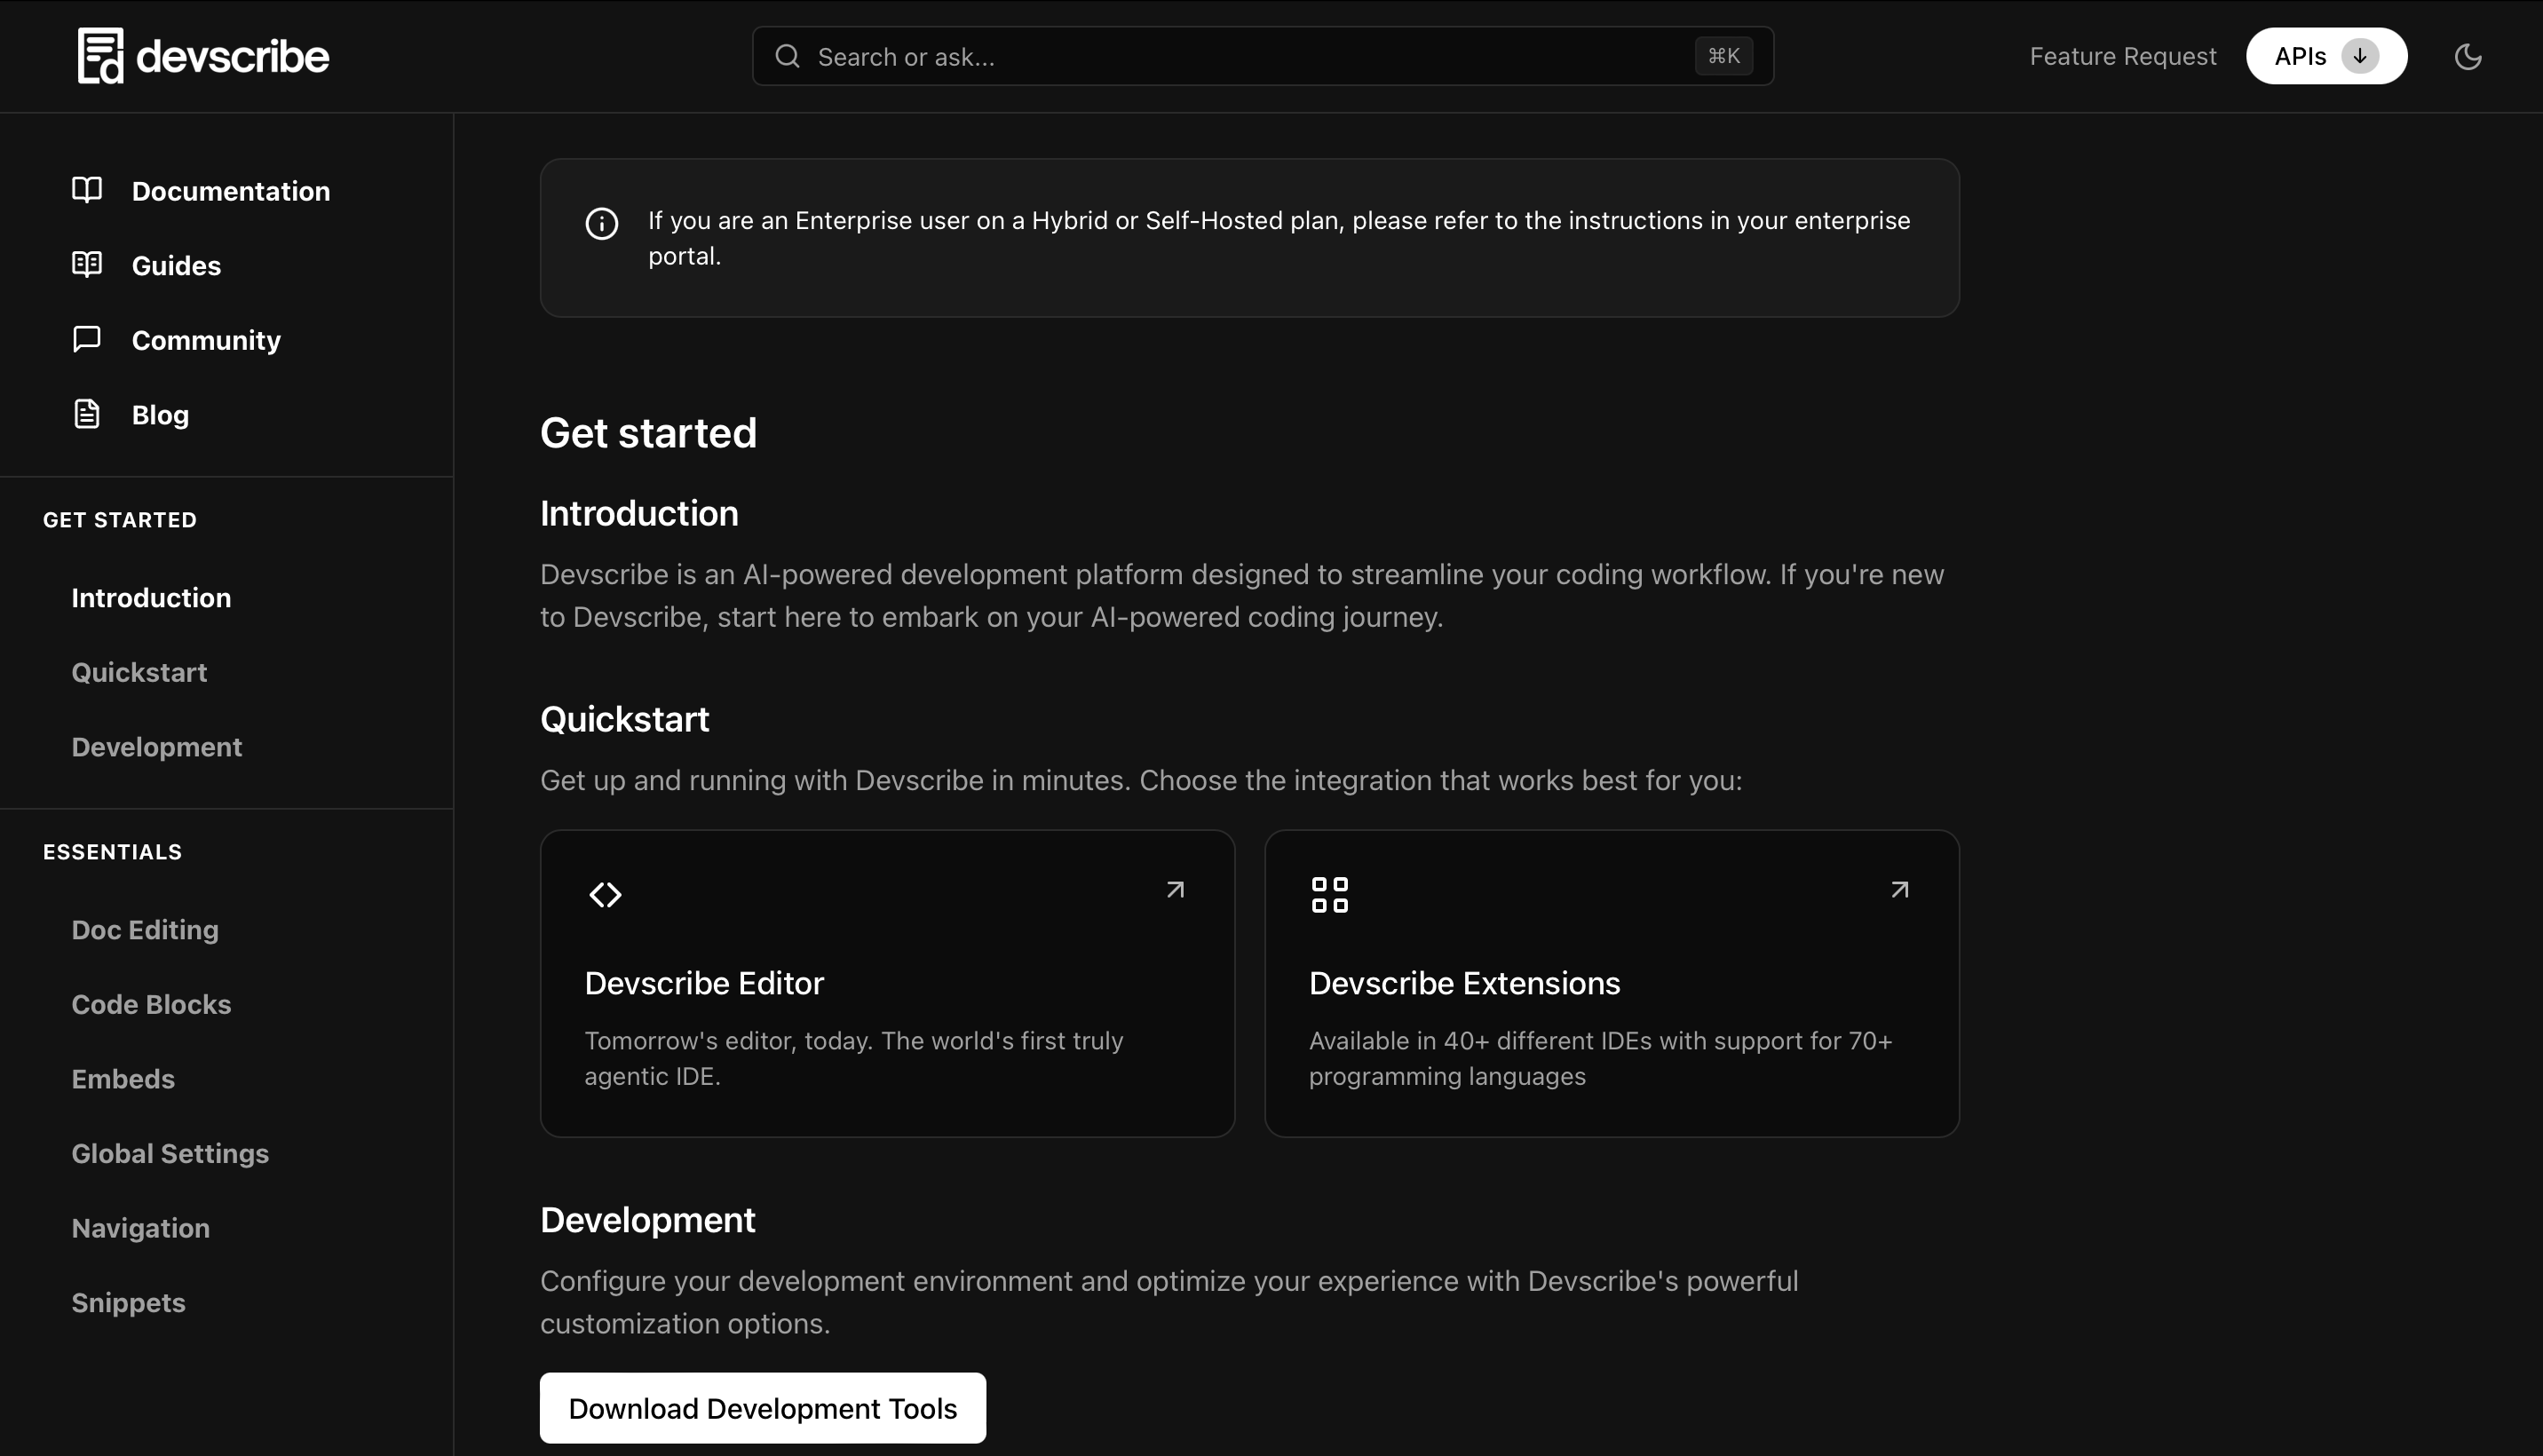 devscribe
Search or ask...
⌘K
Feature Request
APIs
Documentation
Guides
Community
Blog
GET STARTED
Introduction
Quickstart
Development
ESSENTIALS
Doc Editing
Code Blocks
Embeds
Global Settings
Navigation
Snippets
If you are an Enterprise user on a Hybrid or Self-Hosted plan, please refer to the instructions in your enterprise
portal.
Get started
Introduction
Devscribe is an AI-powered development platform designed to streamline your coding workflow. If you're new
to Devscribe, start here to embark on your AI-powered coding journey.
Quickstart
Get up and running with Devscribe in minutes. Choose the integration that works best for you:
Devscribe Editor
Tomorrow's editor, today. The world's first truly
agentic IDE.
Devscribe Extensions
Available in 40+ different IDEs with support for 70+
programming languages
Development
Configure your development environment and optimize your experience with Devscribe's powerful
customization options.
Download Development Tools